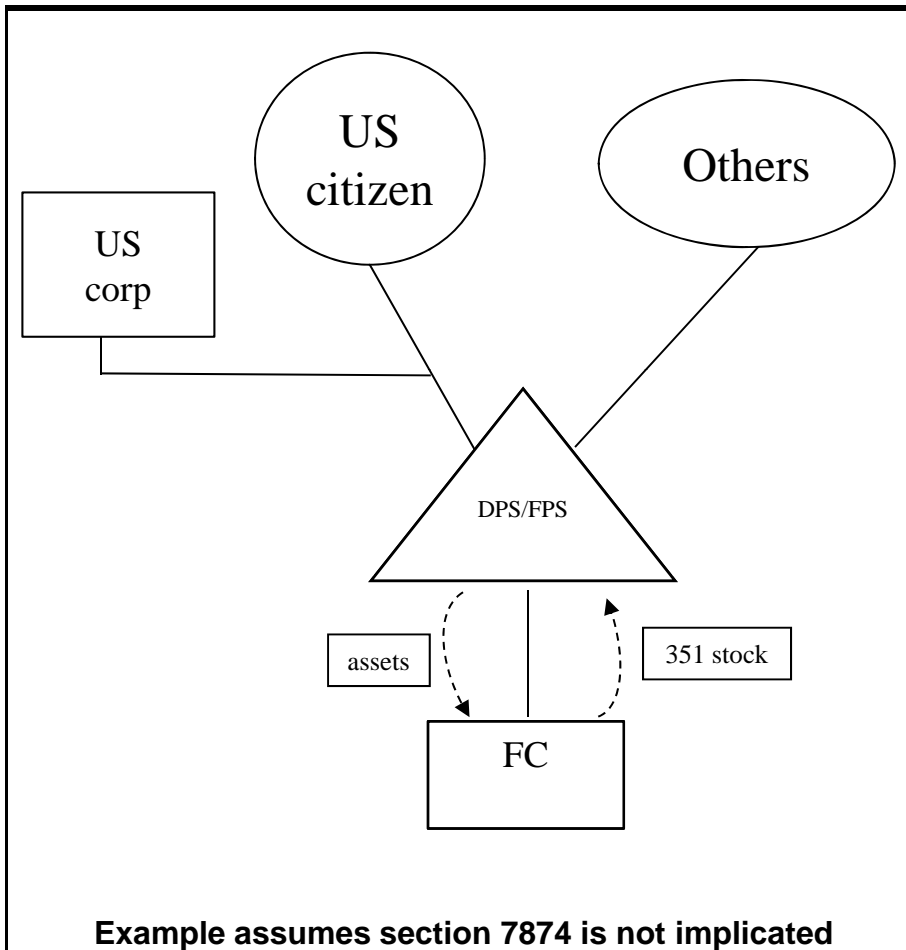 US
citizen
Others
US
corp
DPS/FPS
assets
351 stock
FC
Example assumes section 7874 is not implicated